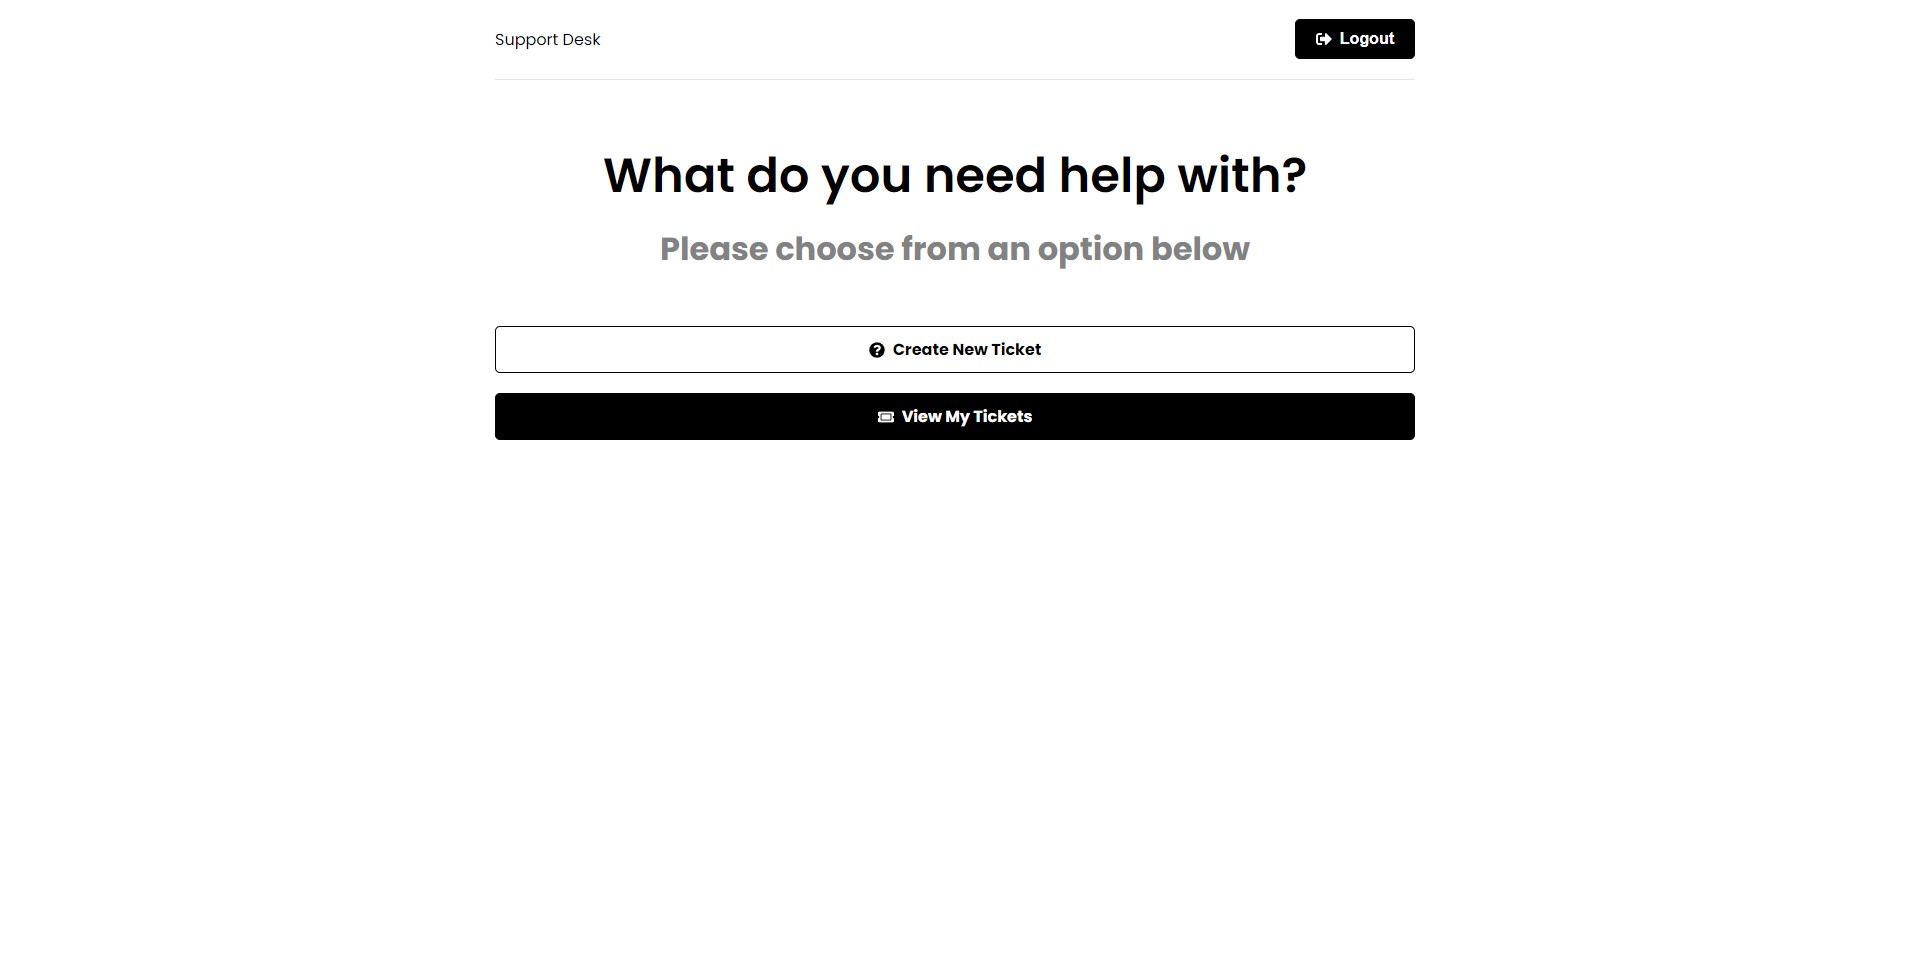 Support Desk
Logout
What do you need help with?
Please choose from an option below
Create New Ticket
View My Tickets